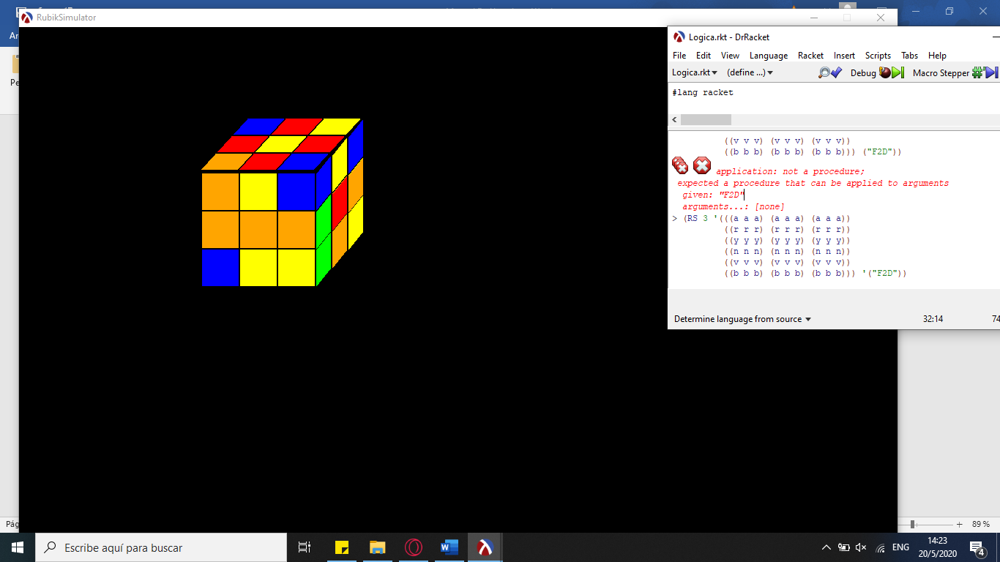 RubikSimulator
Ar
Pe
Logica.rkt - DrRacket
File Edit View Language Racket Insert Scripts Tabs Help
Logica.rkt (define ...) Debug Macro Stepper
#lang racket
((v v v) (v v v) (v v v))
((b b b) (b b b) (b b b))) ("F2D"))
application: not a procedure;
expected a procedure that can be applied to arguments
given: "F2D"
arguments...: [none]
> (RS 3 '(((a a a) (a a a) (a a a))
((r r r) (r r r) (r r r))
((y y y) (y y y) (y y y))
((n n n) (n n n) (n n n))
((v v v) (v v v) (v v v))
((b b b) (b b b) (b b b))) '("F2D"))
Determine language from source 32:14 74
Pág 89 %
Escribe aquí para buscar
ENG
14:23
20/5/2020
4